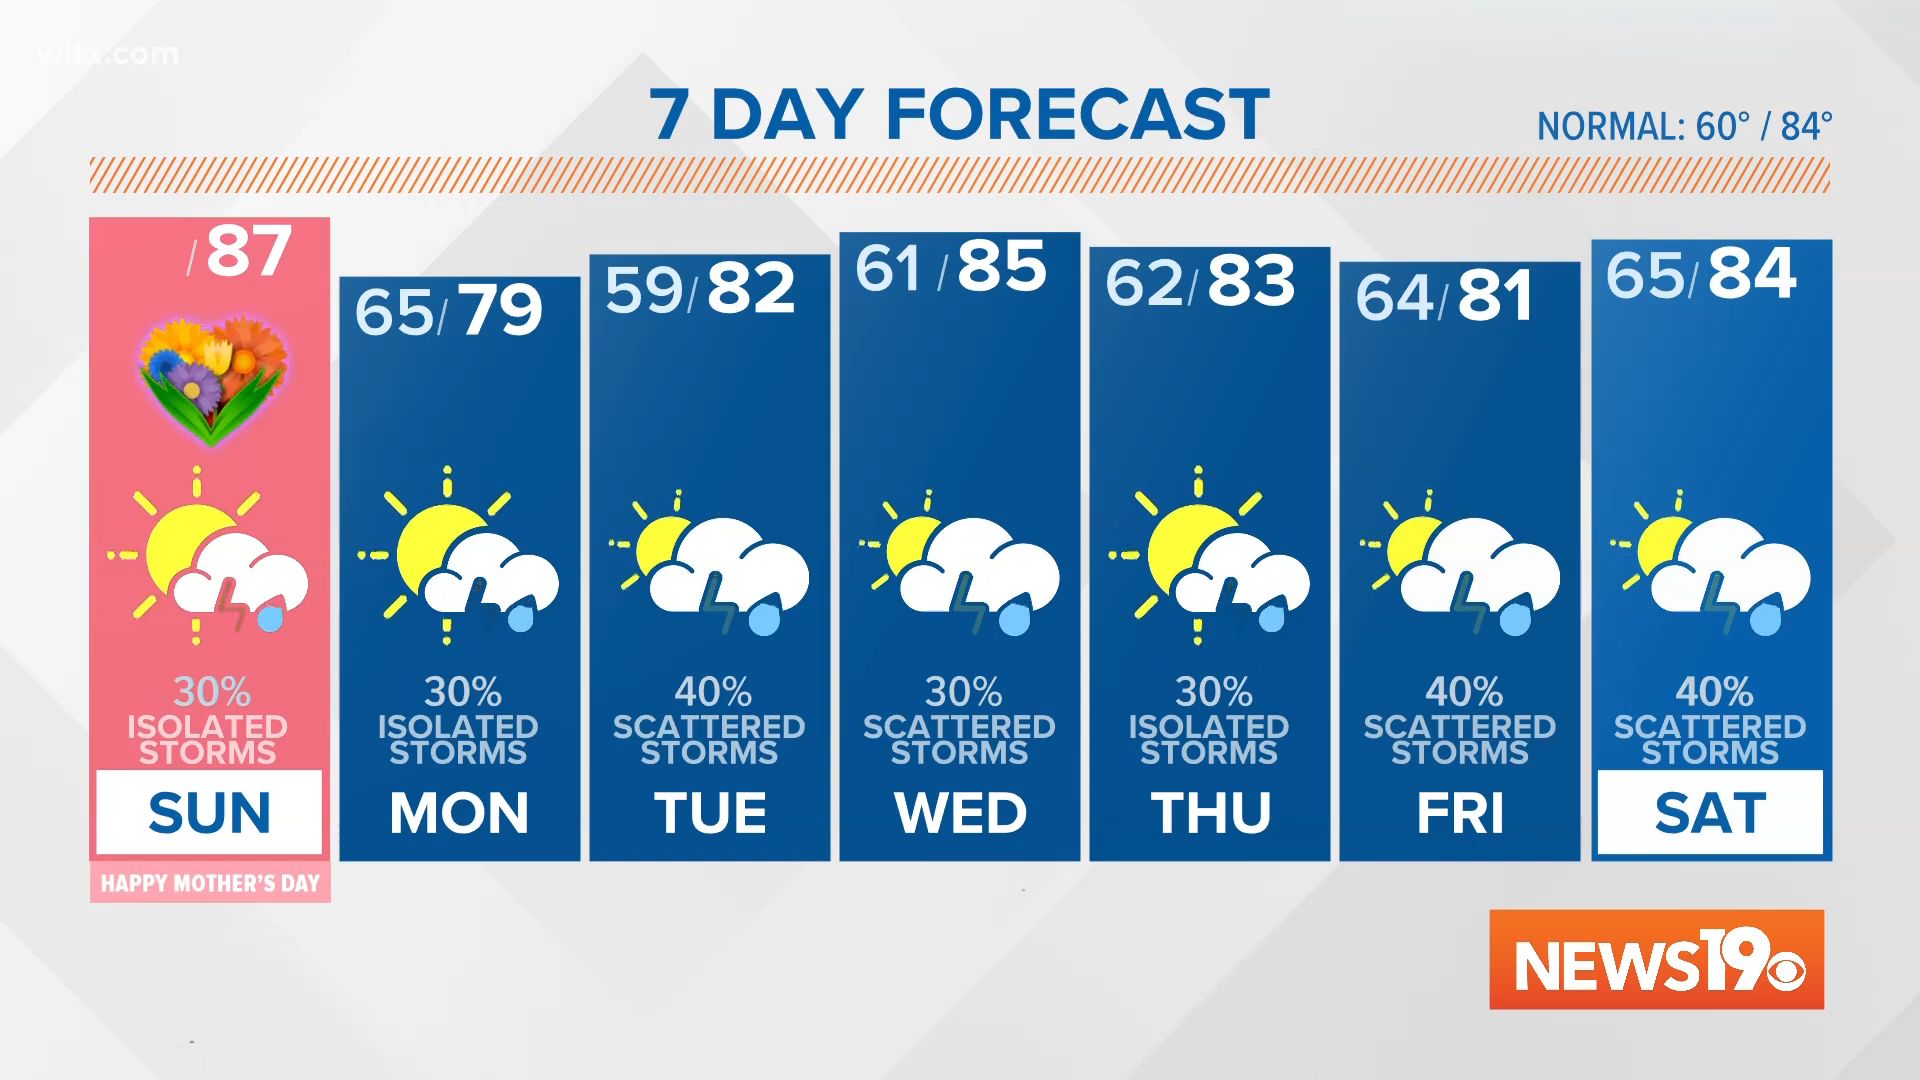 wltx.com
7 DAY FORECAST
NORMAL: 60° / 84°
/87
65/79
59/82
61/85
62/83
64/81
65/84
30%
ISOLATED
STORMS
SUN
HAPPY MOTHER'S DAY
30%
ISOLATED
STORMS
MON
40%
SCATTERED
STORMS
TUE
30%
SCATTERED
STORMS
WED
30%
ISOLATED
STORMS
THU
40%
SCATTERED
STORMS
FRI
40%
SCATTERED
STORMS
SAT
NEWS19